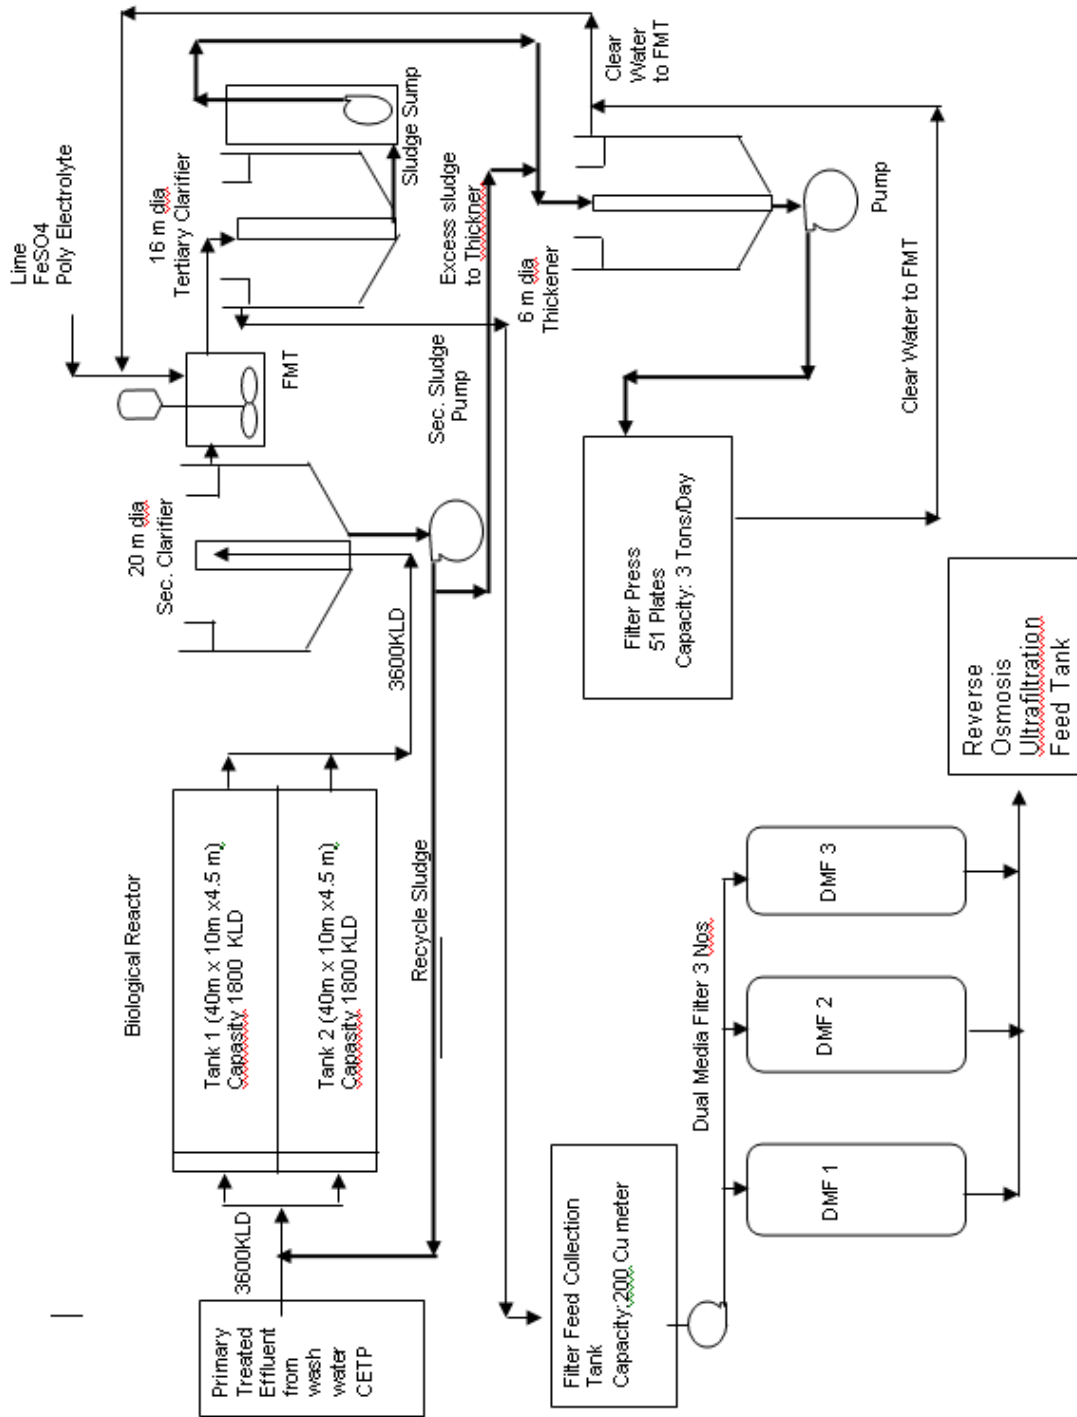 Lime
FeSO4
Poly Electrolyte
16 m dia
Tertiary Clarifier
Sludge Sump
Clear
Water
to FMT
FMT
20 m dia
Sec. Clarifier
Sec. Sludge
Pump
Excess sludge
to Thickner
6 m dia
Thickener
Pump
Clear Water to FMT
3600KLD
Filter Press
51 Plates
Capacity: 3 Tons/Day
Biological Reactor
Tank 1 (40m x 10m x4.5 m)
Capasity 1800 KLD
Tank 2 (40m x 10m x4.5 m)
Capasity 1800 KLD
Recycle Sludge
3600KLD
Primary
Treated
Effluent
from
wash
water
CETP
Filter Feed Collection
Tank
Capacity;200 Cu meter
Dual Media Filter 3 Nos.
DMF 1
DMF 2
DMF 3
Reverse
Osmosis
Ultrafiltration
Feed Tank